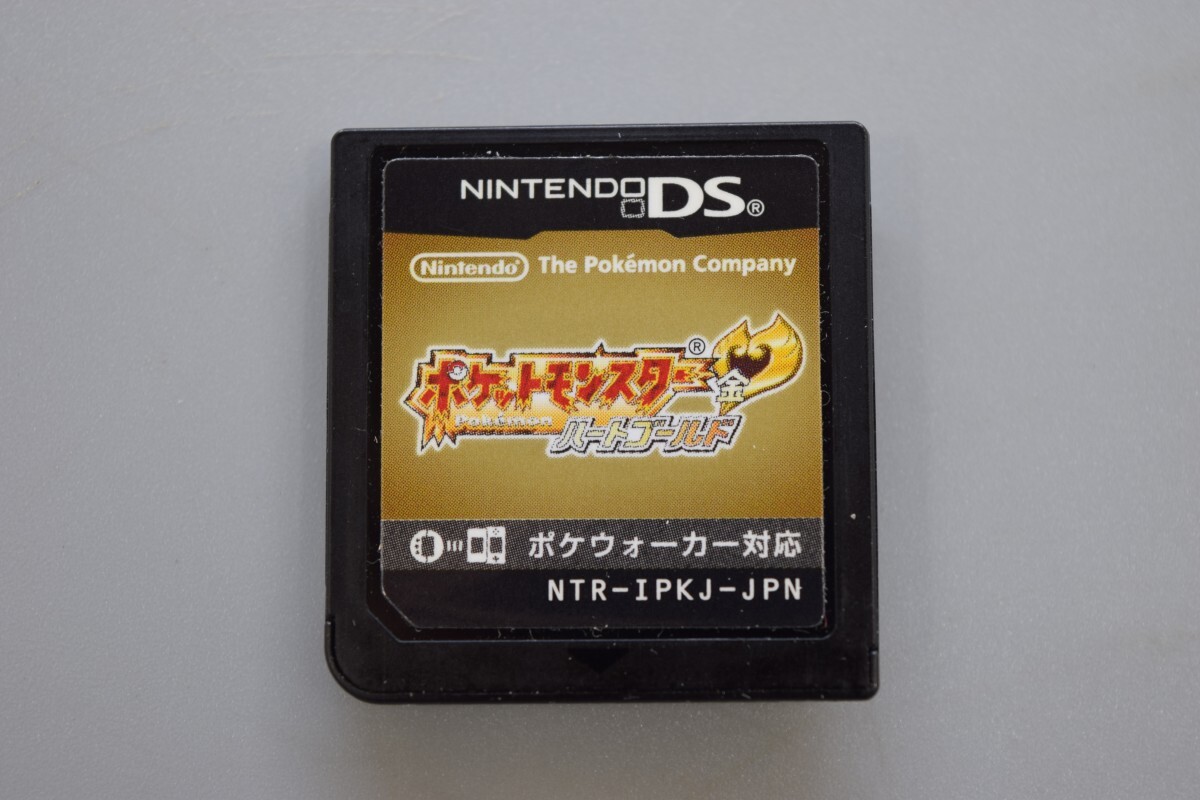 NINTENDO DS®
Nintendo® The Pokémon Company
ポケットモンスター®
金
Pokémon
ハートゴールド
ポケウォーカー対応
NTR-IPKJ-JPN